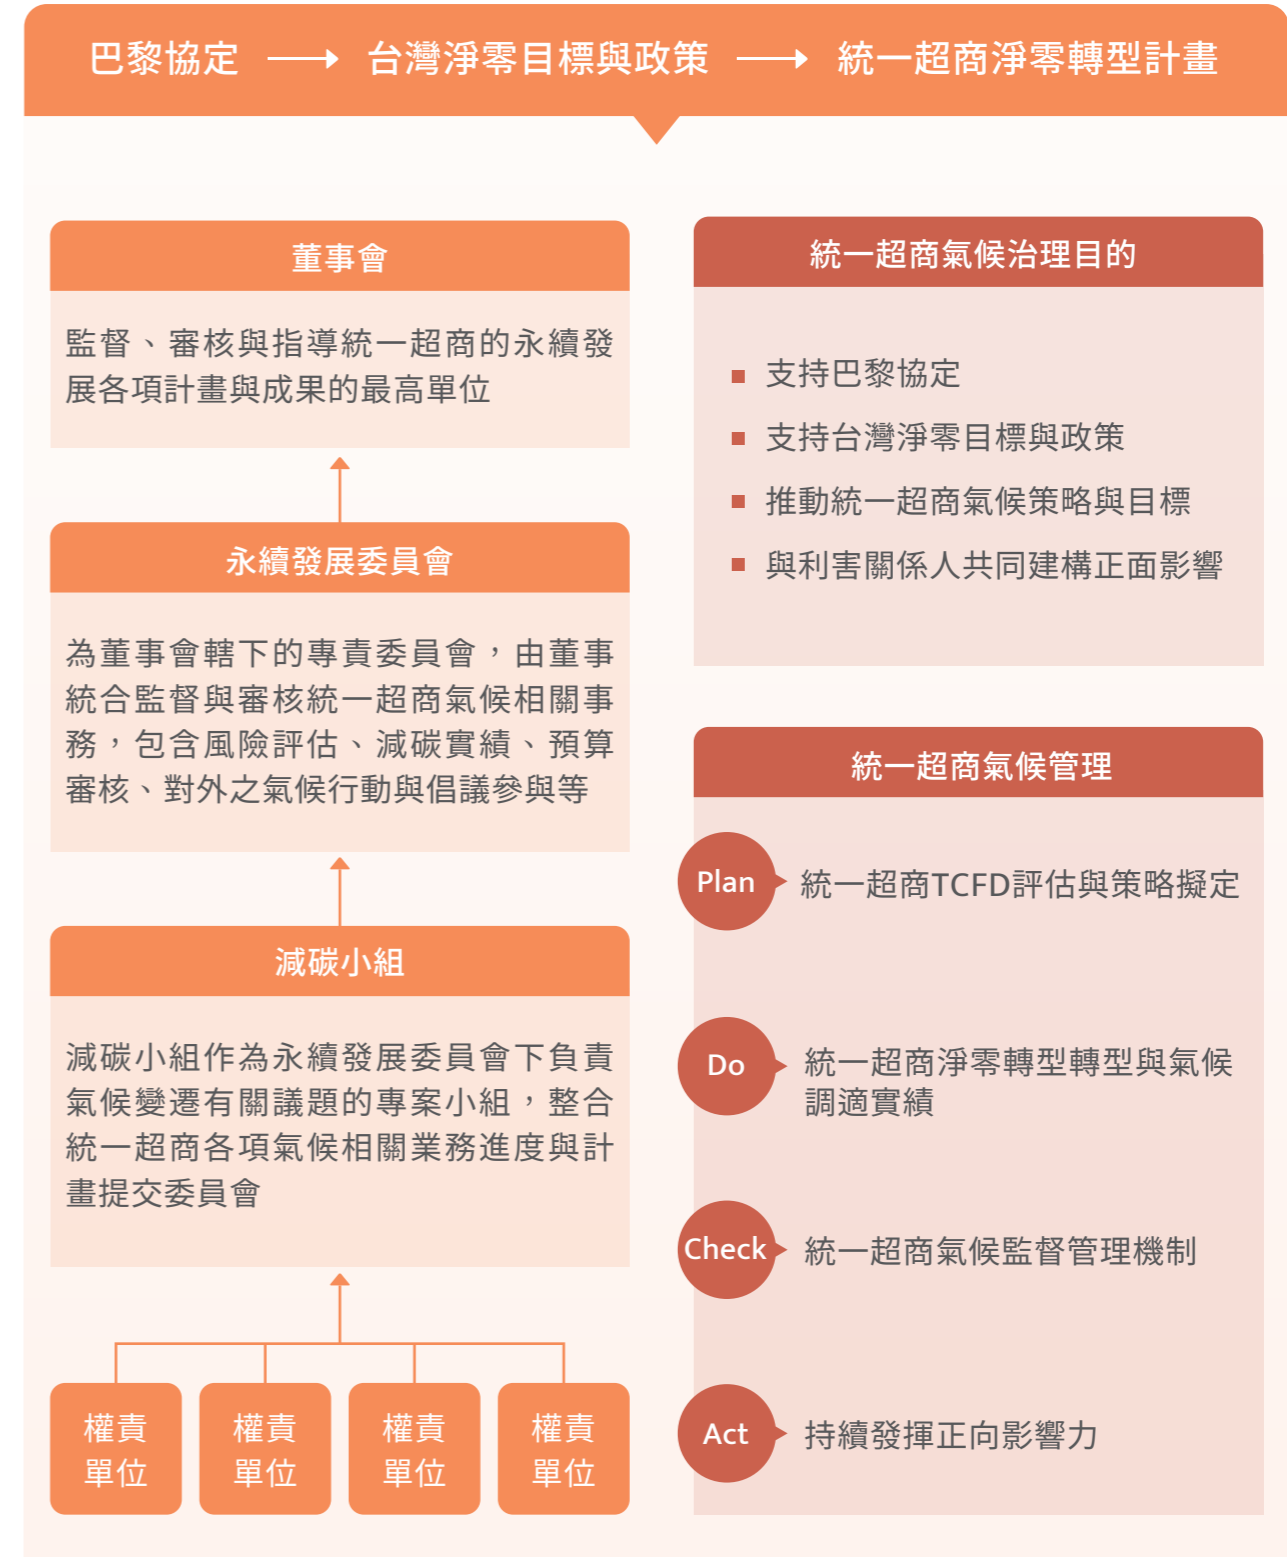 巴黎協定 → 台灣淨零目標與政策 → 統一超商淨零轉型計畫
董事會
監督、審核與指導統一超商的永續發
展各項計畫與成果的最高單位
永續發展委員會
為董事會轄下的專責委員會，由董事
統合監督與審核統一超商氣候相關事
務，包含風險評估、減碳實績、預算
審核、對外之氣候行動與倡議參與等
減碳小組
減碳小組作為永續發展委員會下負責
氣候變遷有關議題的專案小組，整合
統一超商各項氣候相關業務進度與計
畫提交委員會
權責
單位
權責
單位
權責
單位
權責
單位
統一超商氣候治理目的
支持巴黎協定
支持台灣淨零目標與政策
推動統一超商氣候策略與目標
與利害關係人共同建構正面影響
統一超商氣候管理
Plan
統一超商TCFD評估與策略擬定
Do
統一超商淨零轉型轉型與氣候
調適實績
Check
統一超商氣候監督管理機制
Act
持續發揮正向影響力